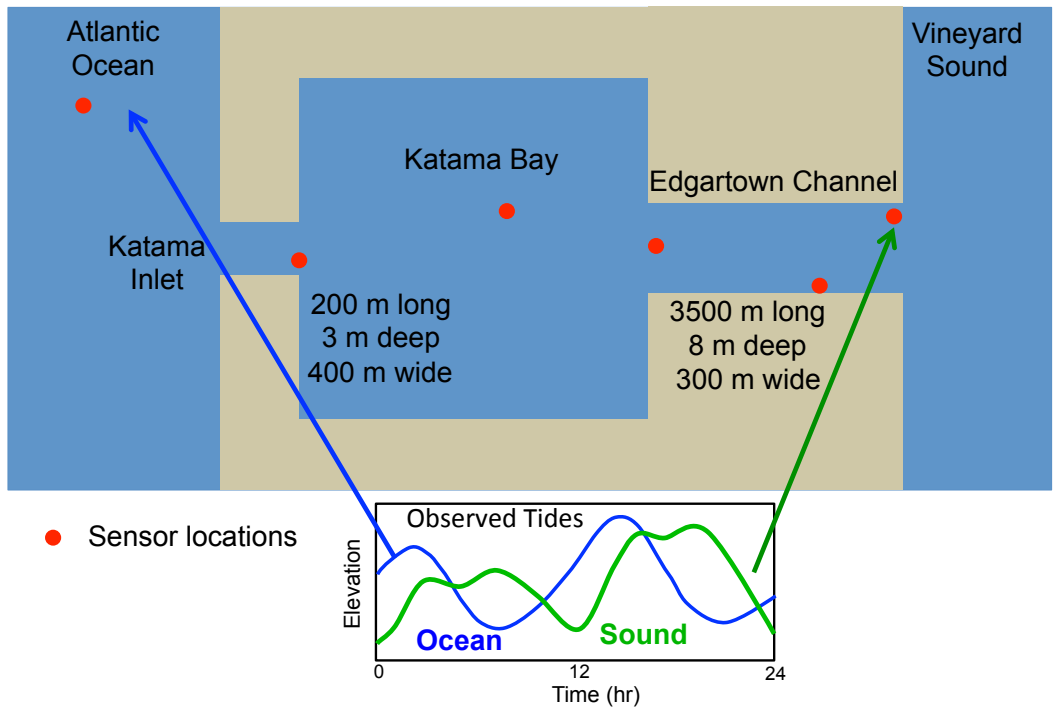 Atlantic
Ocean
Vineyard
Sound
Katama Bay
Edgartown Channel
Katama
Inlet
200 m long
3 m deep
400 m wide
3500 m long
8 m deep
300 m wide
Sensor locations
Observed Tides
Elevation
Ocean
Sound
0
12
24
Time (hr)